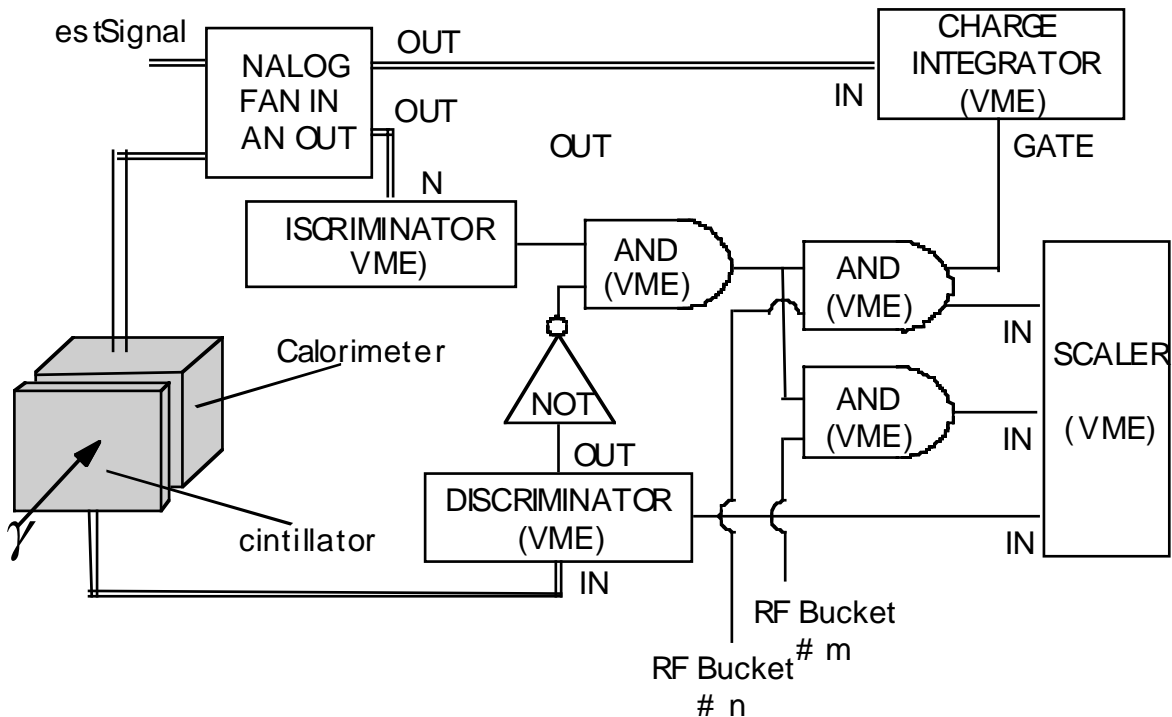 estSignal
NALOG
FAN IN
AN OUT
OUT
OUT
CHARGE
INTEGRATOR
(VME)
IN
GATE
OUT
N
ISCRIMINATOR
VME)
AND
(VME)
AND
(VME)
IN
SCALER
(VME)
Calorimeter
NOT
AND
(VME)
IN
OUT
DISCRIMINATOR
(VME)
IN
γ
cintillator
IN
RF Bucket
# m
RF Bucket
# n